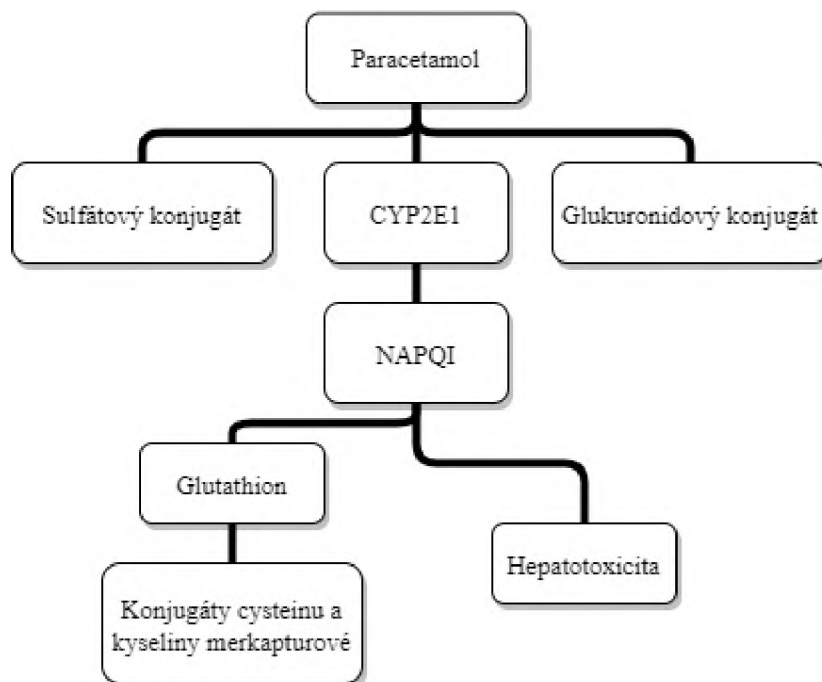 Paracetamol
Sulfátový konjugát
CYP2E1
Glukuronidový konjugát
NAPQI
Glutathion
Hepatotoxicita
Konjugáty cysteinu a
kyseliny merkapturové